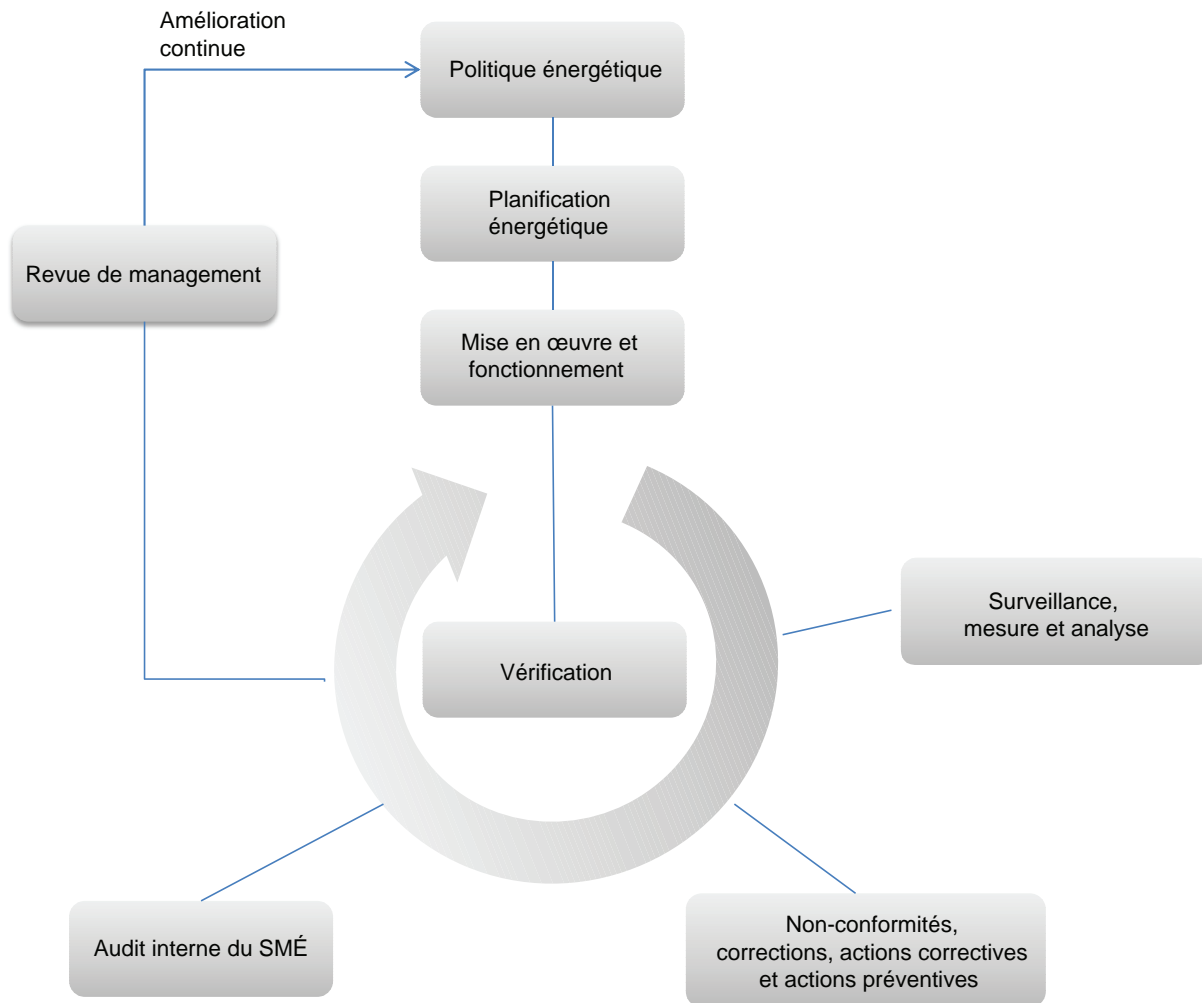 Amélioration
continue
Politique énergétique
Planification
énergétique
Revue de management
Mise en œuvre et
fonctionnement
Surveillance,
mesure et analyse
Vérification
Audit interne du SMÉ
Non-conformités,
corrections, actions correctives
et actions préventives